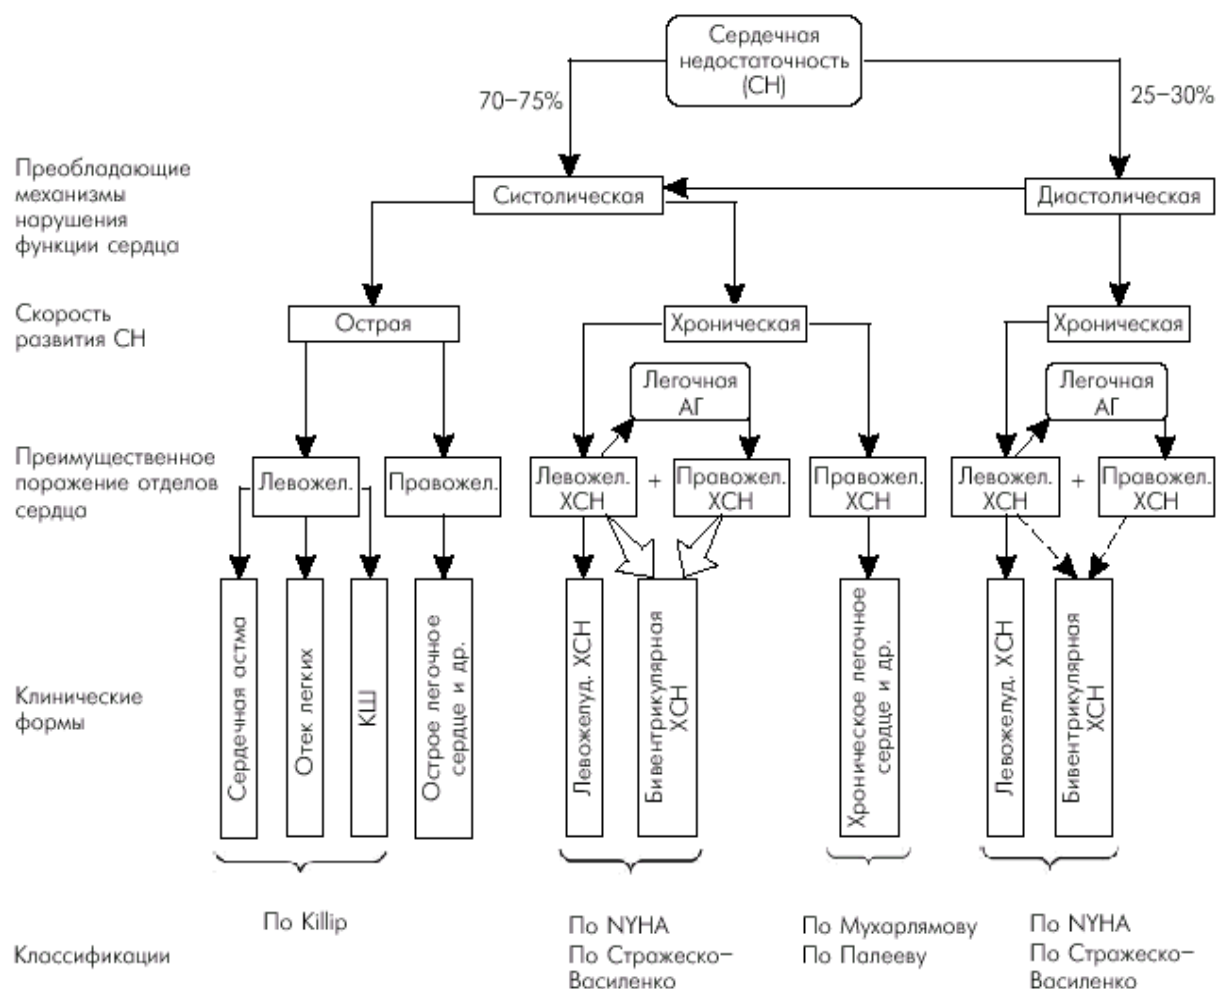 Сердечная
недостаточность
(СН)
70–75%
25–30%
Преобладающие
механизмы
нарушения
функции сердца
Систолическая
Диастолическая
Скорость
развития СН
Острая
Хроническая
Хроническая
Легочная
АГ
Легочная
АГ
Преимущественное
поражение отделов
сердца
Левожел.
Правожел.
Левожел.
ХСН
+
Правожел.
ХСН
Правожел.
ХСН
Левожел.
ХСН
+
Правожел.
ХСН
Клинические
формы
Сердечная астма
Отек легких
КШ
Острое легочное
сердце и др.
Левожелуд. ХСН
Бивентрикулярная
ХСН
Хроническое легочное
сердце и др.
Левожелуд. ХСН
Бивентрикулярная
ХСН
Классификации
По Killip
По NYHA
По Стражеско–
Василенко
По Мухарлямову
По Палееву
По NYHA
По Стражеско–
Василенко